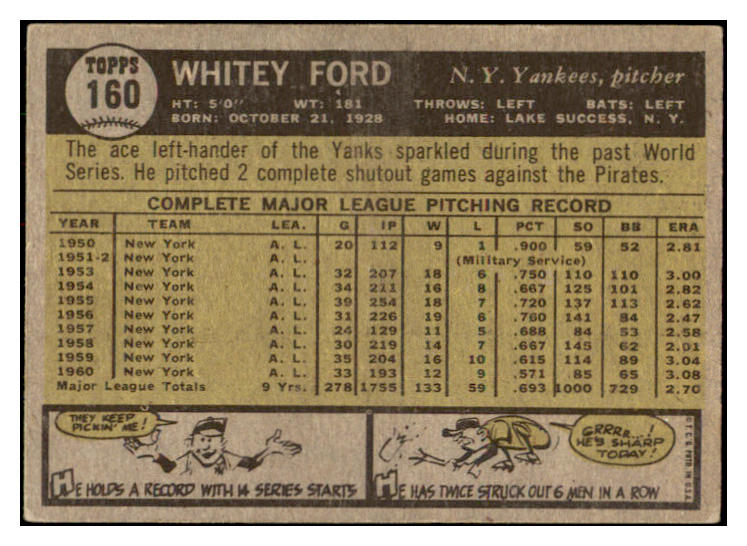 TOPPS
160
WHITEY FORD
N. Y. Yankees, pitcher
HT: 5'0" WT: 181 THROWS: LEFT BATS: LEFT
BORN: OCTOBER 21, 1928 HOME: LAKE SUCCESS, N. Y.
The ace left-hander of the Yanks sparkled during the past World
Series. He pitched 2 complete shutout games against the Pirates.
COMPLETE MAJOR LEAGUE PITCHING RECORD
YEAR TEAM LEA. G IP W L PCT SO BB ERA
1950 New York A. L. 20 112 9 1 .900 59 52 2.81
1951-2 New York A. L. (Military Service)
1953 New York A. L. 32 207 18 6 .750 110 110 3.00
1954 New York A. L. 34 211 16 8 .667 125 101 2.82
1955 New York A. L. 39 254 18 7 .720 137 113 2.62
1956 New York A. L. 31 226 19 6 .760 141 84 2.47
1957 New York A. L. 24 129 11 5 .688 84 53 2.58
1958 New York A. L. 30 219 14 7 .667 145 62 2.01
1959 New York A. L. 35 204 16 10 .615 114 89 3.04
1960 New York A. L. 33 193 12 9 .571 85 65 3.08
Major League Totals 9 Yrs. 278 1755 133 59 .693 1000 729 2.70
THEY KEEP
PICKIN' ME!
HE HOLDS A RECORD WITH 14 SERIES STARTS
GRRR...!
HE'S SHARP
TODAY!
HE HAS TWICE STRUCK OUT 6 MEN IN A ROW
© T.C.G. PRTD. IN U.S.A.